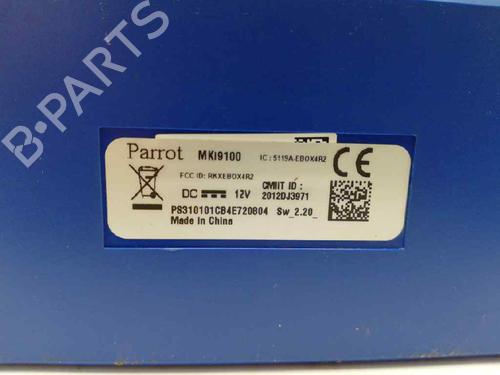 Parrot MKi9100 IC : 5119A-EBOX4R2
FCC ID: RKXEBOX4R2
CE
DC 12V CMIIT ID :
2012DJ3971
PS310101CB4E720804 Sw_2.20_
Made in China
B-PARTS